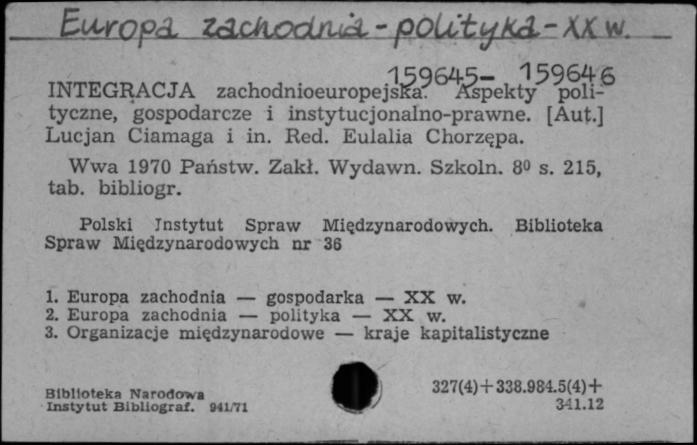 Europa zachodnia - polityka - XX w.
159645- 159646
INTEGRACJA zachodnioeuropejska. Aspekty poli-
tyczne, gospodarcze i instytucjonalno-prawne. [Aut.]
Lucjan Ciamaga i in. Red. Eulalia Chorzępa.
Wwa 1970 Państw. Zakł. Wydawn. Szkoln. 8⁰ s. 215,
tab. bibliogr.
Polski Instytut Spraw Międzynarodowych. Biblioteka
Spraw Międzynarodowych nr 36
1. Europa zachodnia — gospodarka — XX w.
2. Europa zachodnia — polityka — XX w.
3. Organizacje międzynarodowe — kraje kapitalistyczne
Biblioteka Narodowa
Instytut Bibliograf. 941/71
327(4)+338.984.5(4)+
341.12